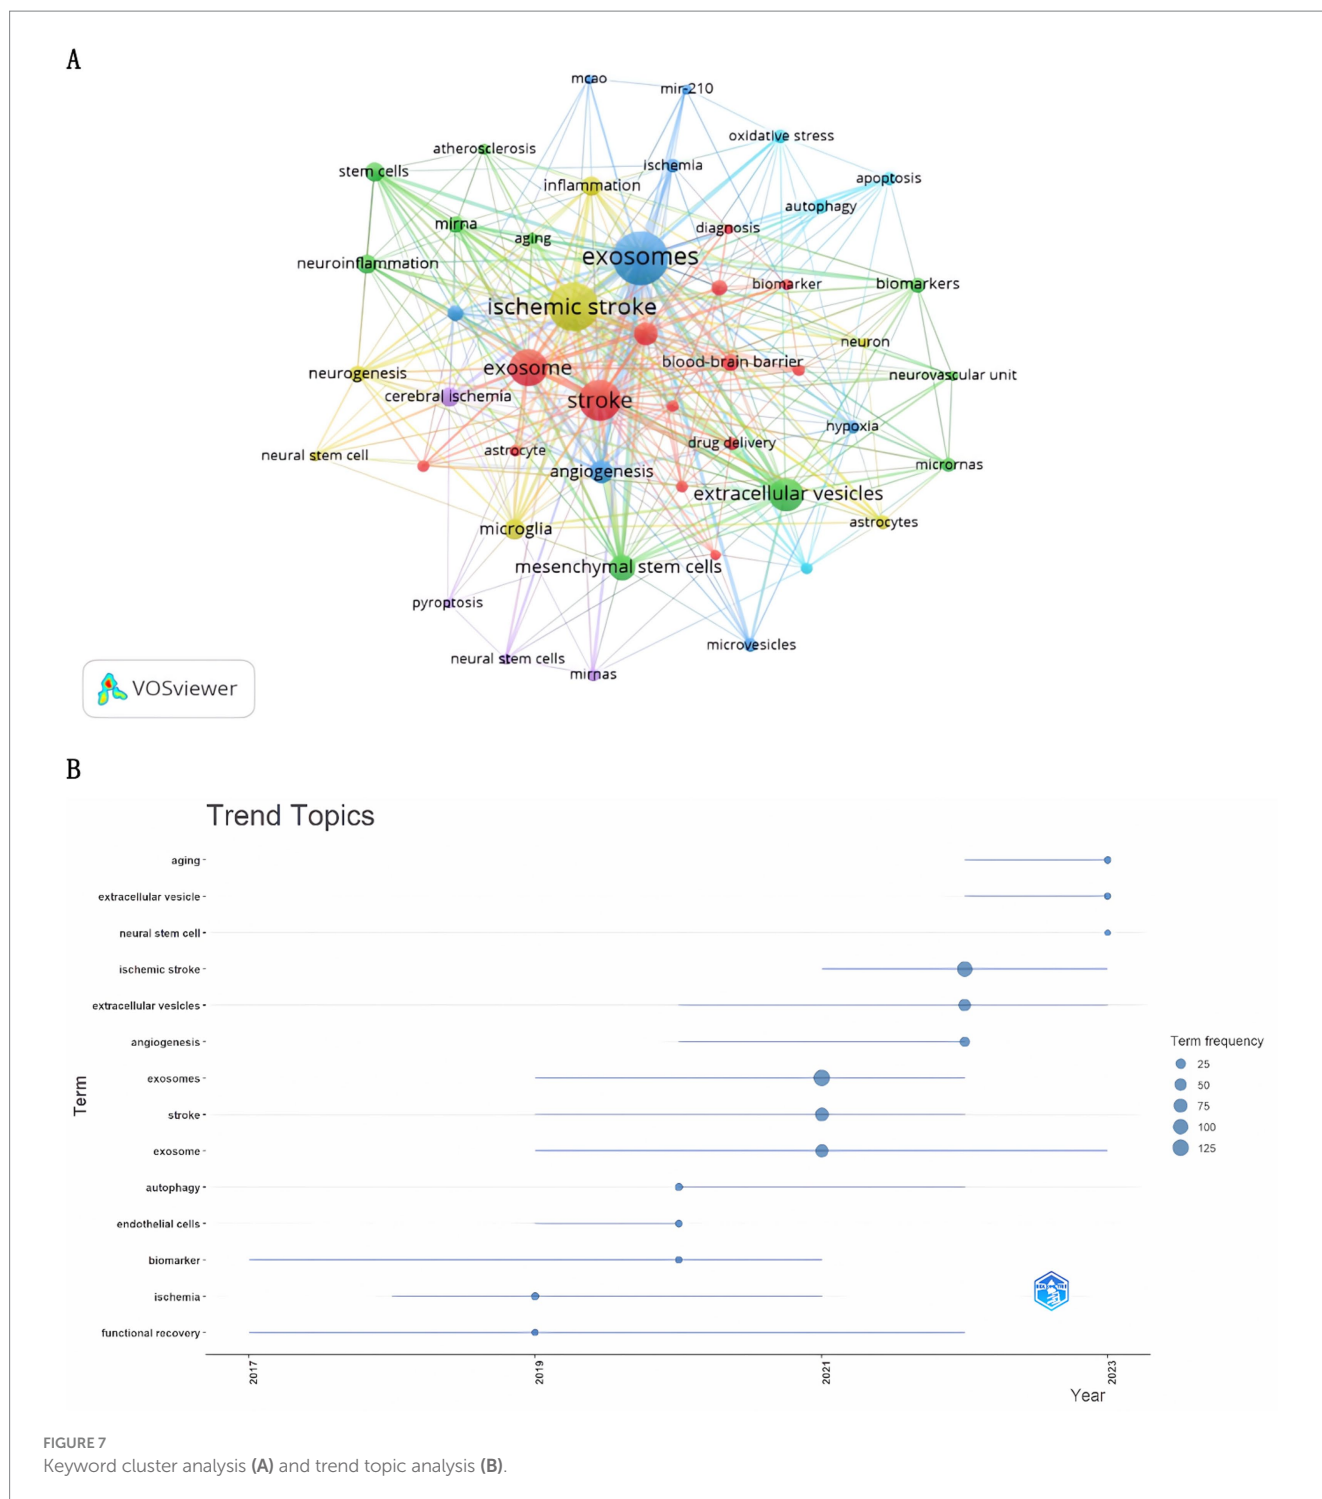 A
mcao
mir-210
oxidative stress
atherosclerosis
ischemia
stem cells
apoptosis
inflammation
autophagy
mirna
diagnosis
aging
exosomes
neuroinflammation
biomarker
biomarkers
ischemic stroke
neuron
blood-brain barrier
exosome
neurogenesis
neurovascular unit
cerebral ischemia
stroke
hypoxia
drug delivery
astrocyte
neural stem cell
micrornas
angiogenesis
extracellular vesicles
astrocytes
microglia
mesenchymal stem cells
pyroptosis
microvesicles
neural stem cells
mirnas
VOSviewer
B
Trend Topics
aging
extracellular vesicle
neural stem cell
ischemic stroke
extracellular vesicles
angiogenesis
exosomes
stroke
exosome
autophagy
endothelial cells
biomarker
ischemia
functional recovery
Term
Term frequency
25
50
75
100
125
2017
2019
2021
2023
Year
FIGURE 7
Keyword cluster analysis (A) and trend topic analysis (B).